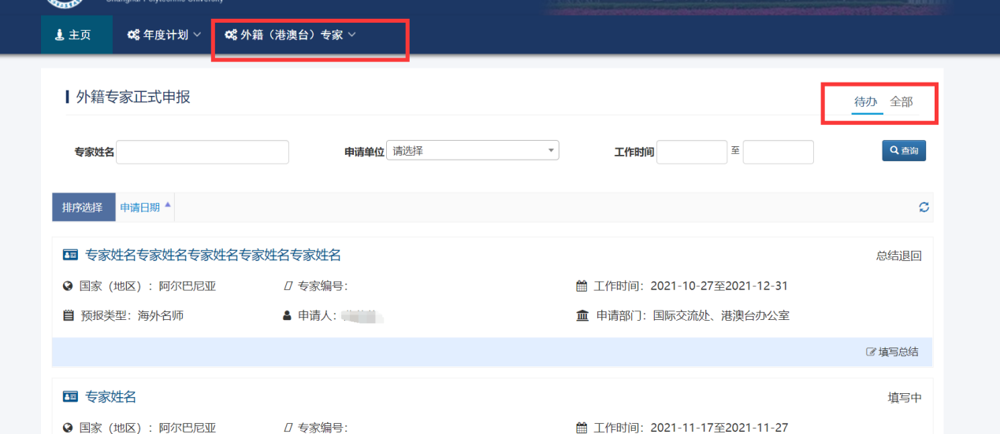 Shanghai Polytechnic University
主页 年度计划 外籍（港澳台）专家
外籍专家正式申报 待办 全部
专家姓名 申请单位 请选择 工作时间 至 查询
排序选择 申请日期
专家姓名专家姓名专家姓名专家姓名专家姓名 总结退回
国家（地区）：阿尔巴尼亚 专家编号： 工作时间：2021-10-27至2021-12-31
预报类型：海外名师 申请人： 申请部门：国际交流处、港澳台办公室
填写总结
专家姓名 填写中
国家（地区）：阿尔巴尼亚 专家编号： 工作时间：2021-11-17至2021-11-27